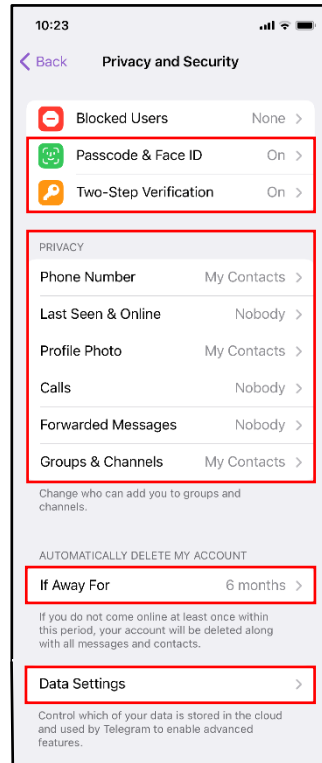 10:23
Back Privacy and Security
Blocked Users None
Passcode & Face ID On
Two-Step Verification On
PRIVACY
Phone Number My Contacts
Last Seen & Online Nobody
Profile Photo My Contacts
Calls Nobody
Forwarded Messages Nobody
Groups & Channels My Contacts
Change who can add you to groups and
channels.
AUTOMATICALLY DELETE MY ACCOUNT
If Away For 6 months
If you do not come online at least once within
this period, your account will be deleted along
with all messages and contacts.
Data Settings
Control which of your data is stored in the cloud
and used by Telegram to enable advanced
features.